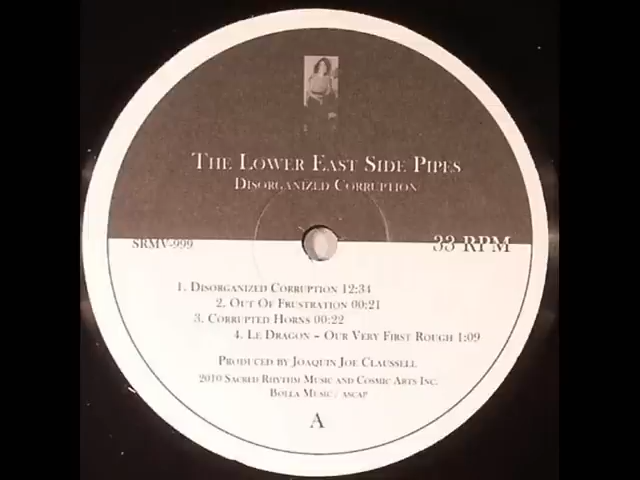 The Lower East Side Pipes
Disorganized Corruption
SRMV-999
33 RPM
1. Disorganized Corruption 12:34
2. Out Of Frustration 00:21
3. Corrupted Horns 00:22
4. Le Dragon – Our Very First Rough 1:09
Produced by Joaquin Joe Claussell
2010 Sacred Rhythm Music and Cosmic Arts Inc.
Bolla Music / ascap
A